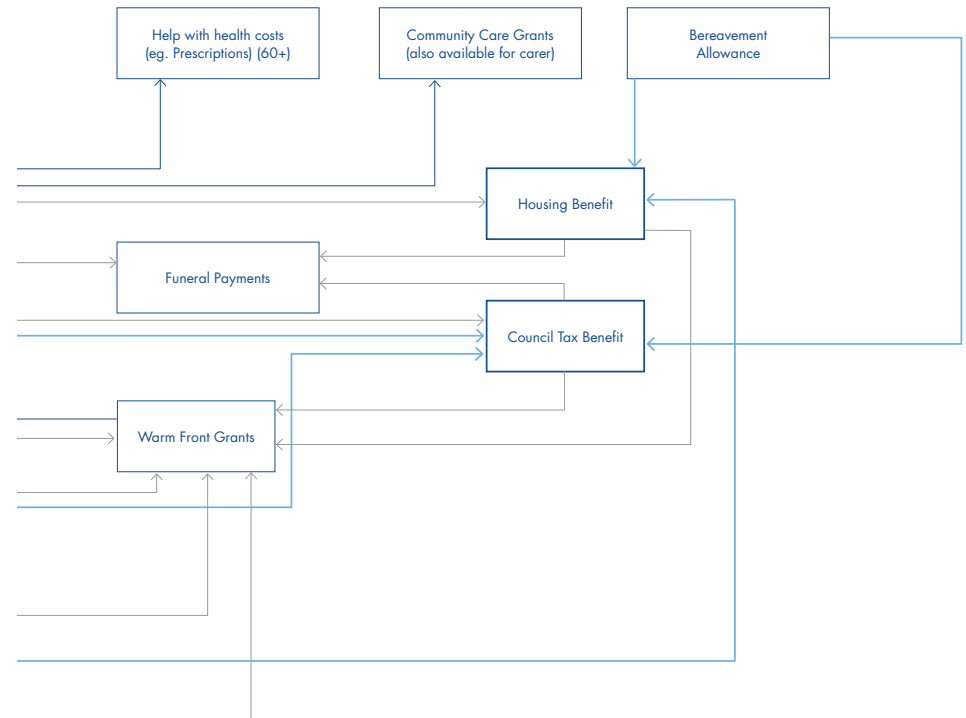 Help with health costs
(eg. Prescriptions) (60+)
Community Care Grants
(also available for carer)
Bereavement
Allowance
Housing Benefit
Funeral Payments
Council Tax Benefit
Warm Front Grants